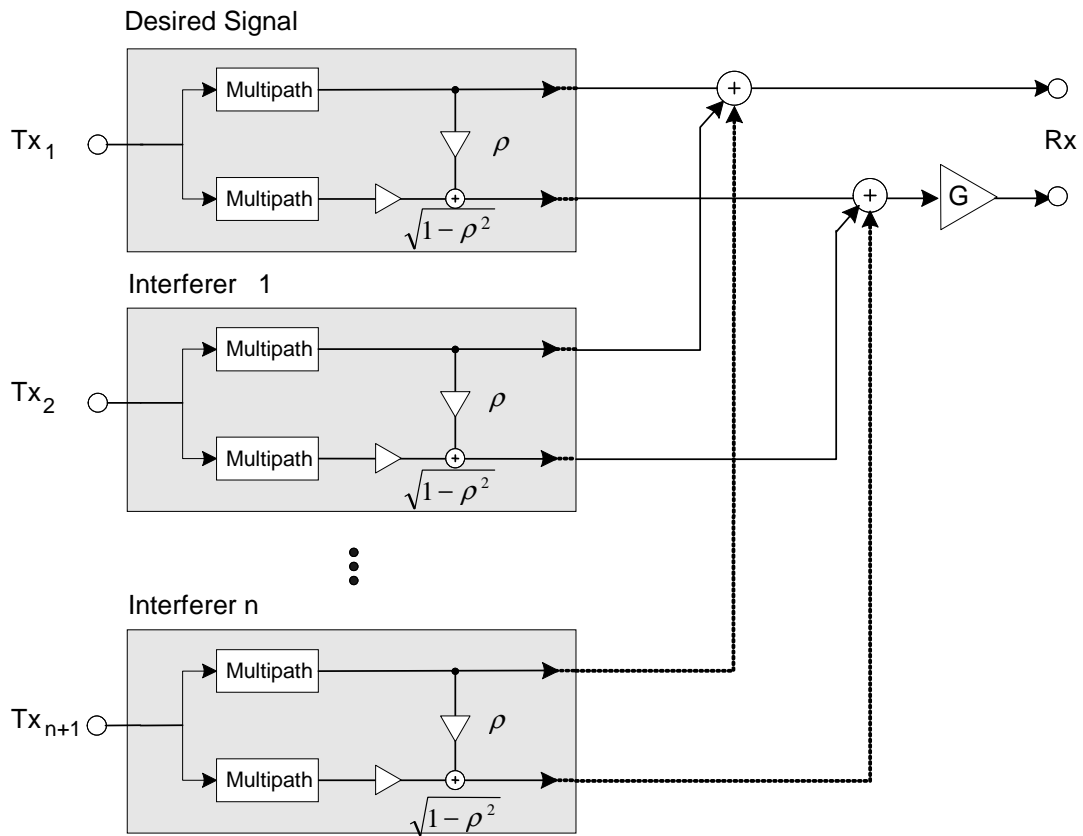 Desired Signal
Multipath
Tx₁
ρ
Multipath
√(1 − ρ²)
+
+
+
G
Rx
Interferer 1
Multipath
Tx₂
ρ
Multipath
+
√(1 − ρ²)
Interferer n
Multipath
Txₙ₊₁
ρ
Multipath
+
√(1 − ρ²)